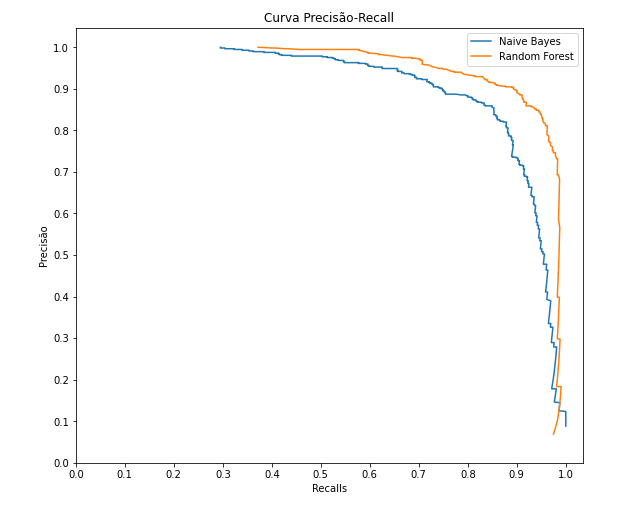 Curva Precisão-Recall
Naive Bayes
Random Forest
1.0
0.9
0.8
0.7
0.6
0.5
0.4
0.3
0.2
0.1
0.0
Precisão
0.0 0.1 0.2 0.3 0.4 0.5 0.6 0.7 0.8 0.9 1.0
Recalls